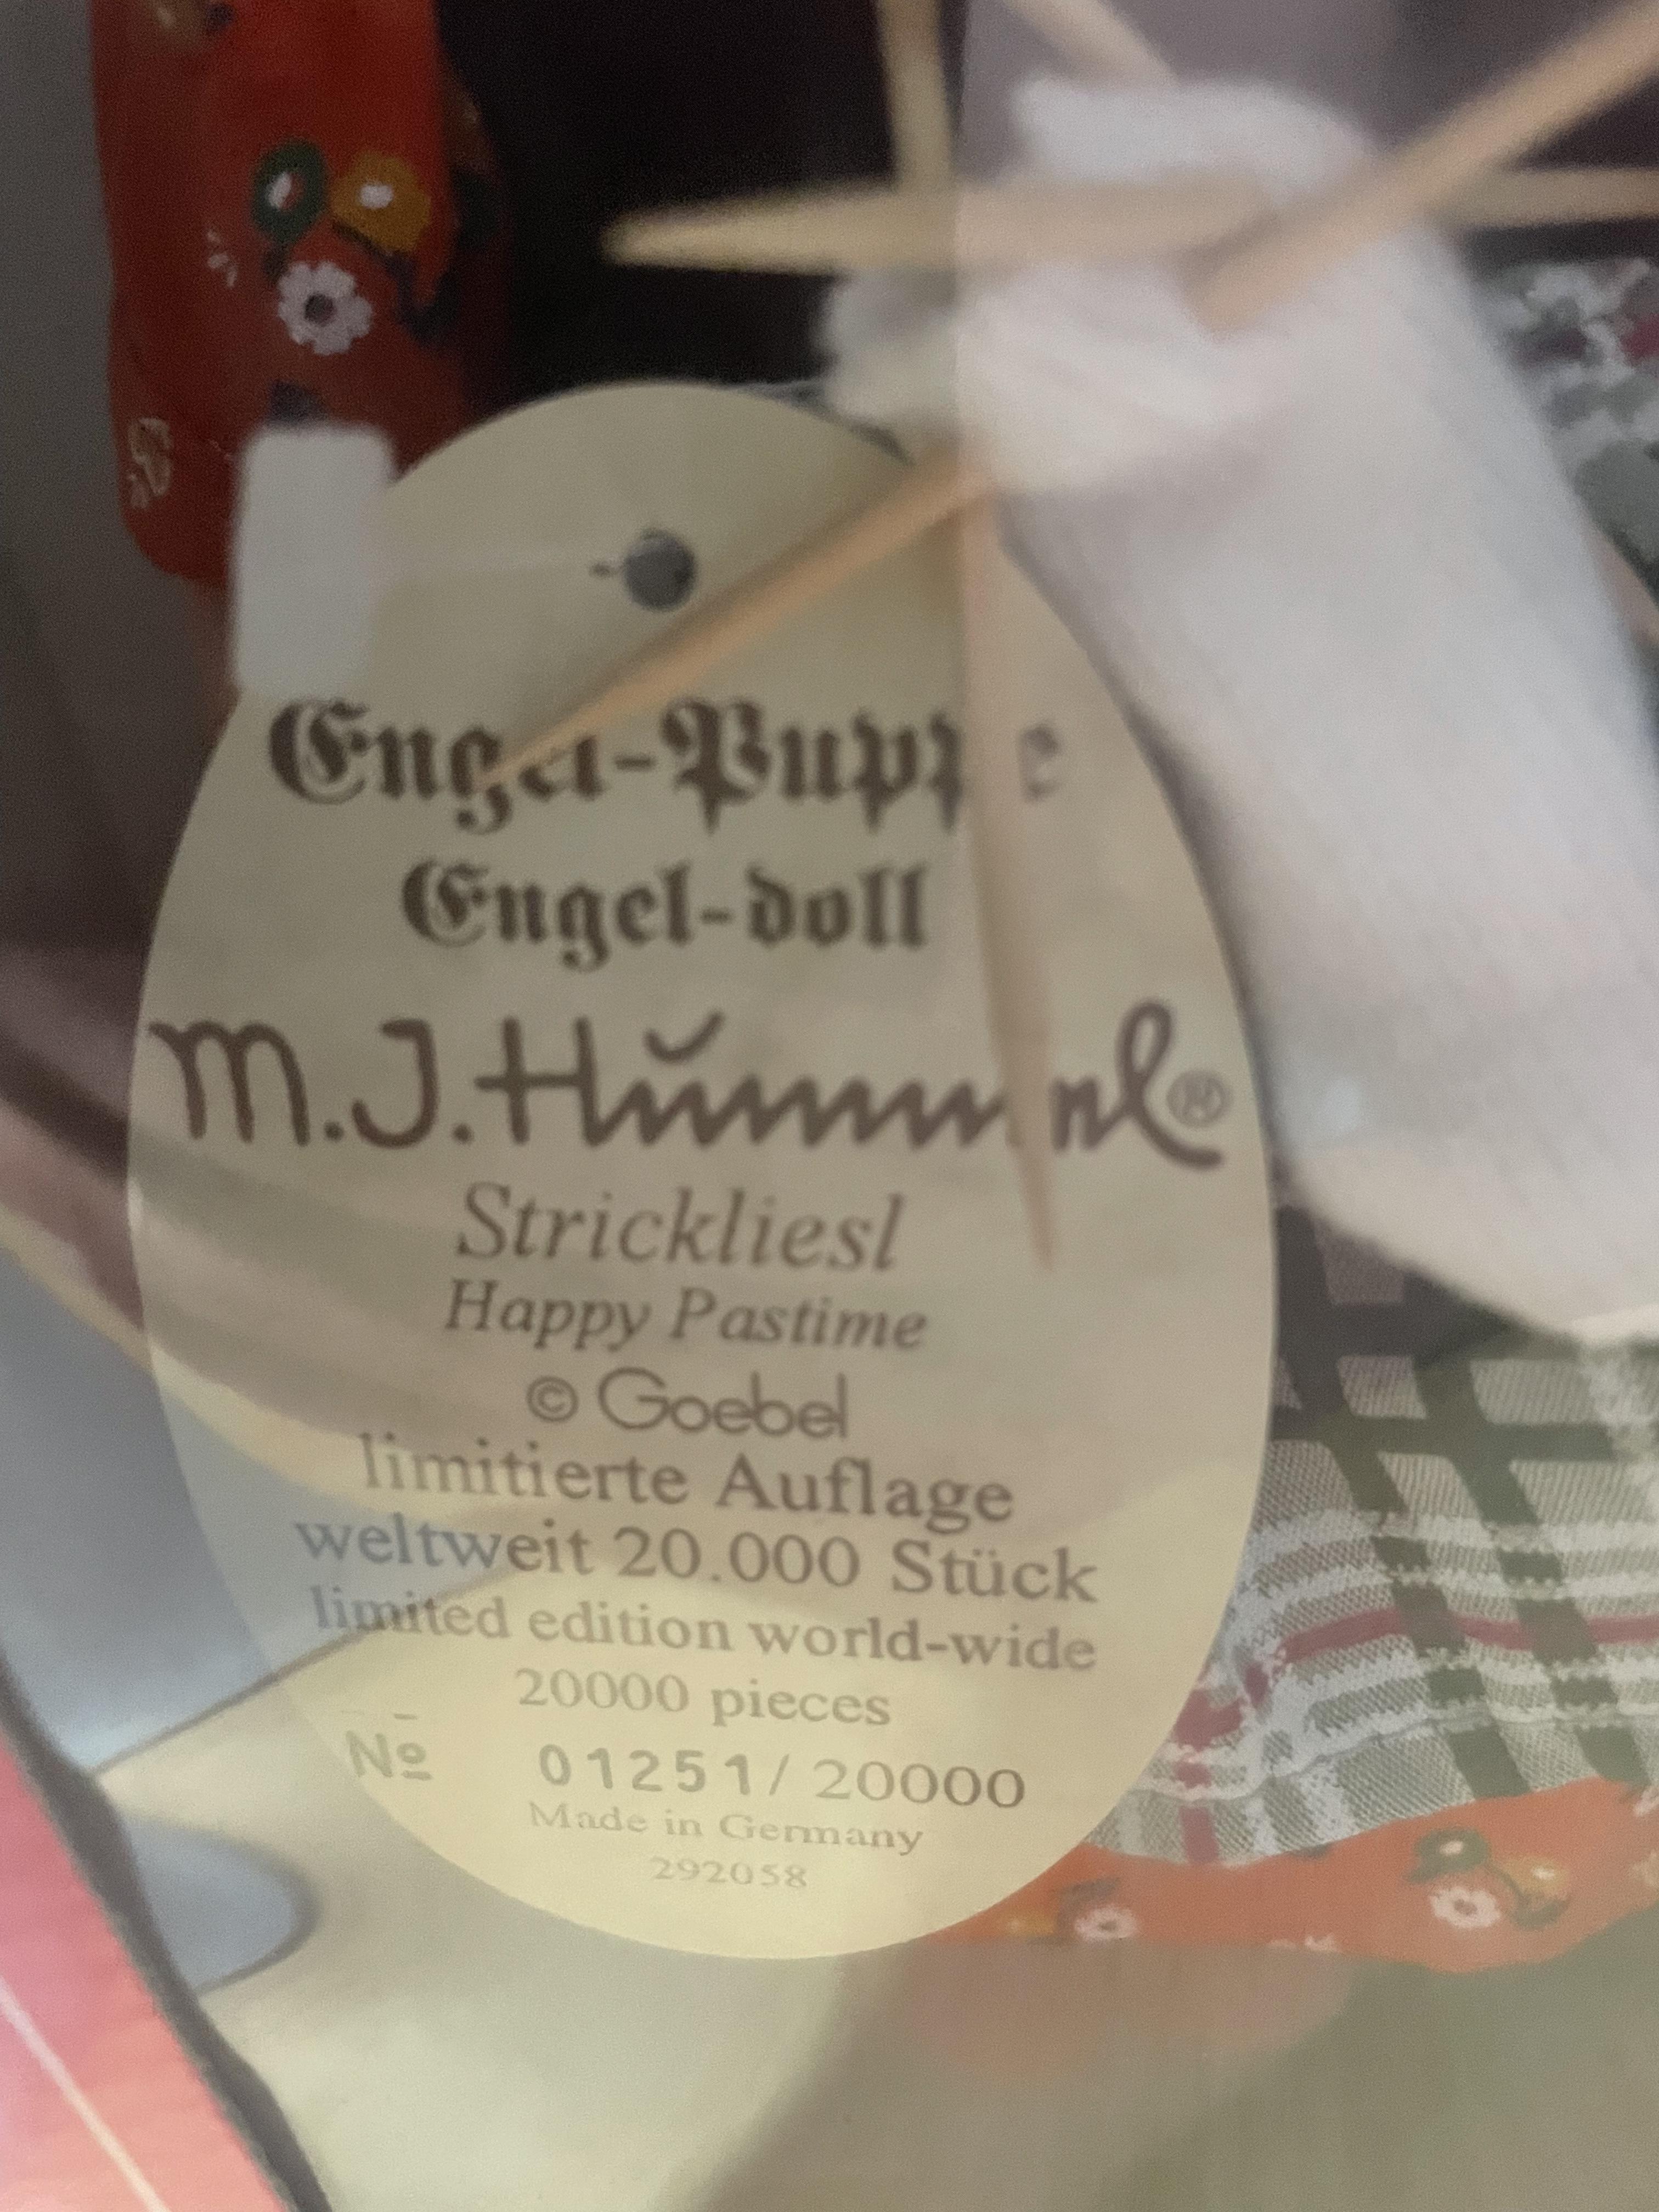 Engel-Puppe
Engel-doll
M.J.Hummel®
Strickliesl
Happy Pastime
© Goebel
limitierte Auflage
weltweit 20.000 Stück
limited edition world-wide
20000 pieces
№ 01251/20000
Made in Germany
292058